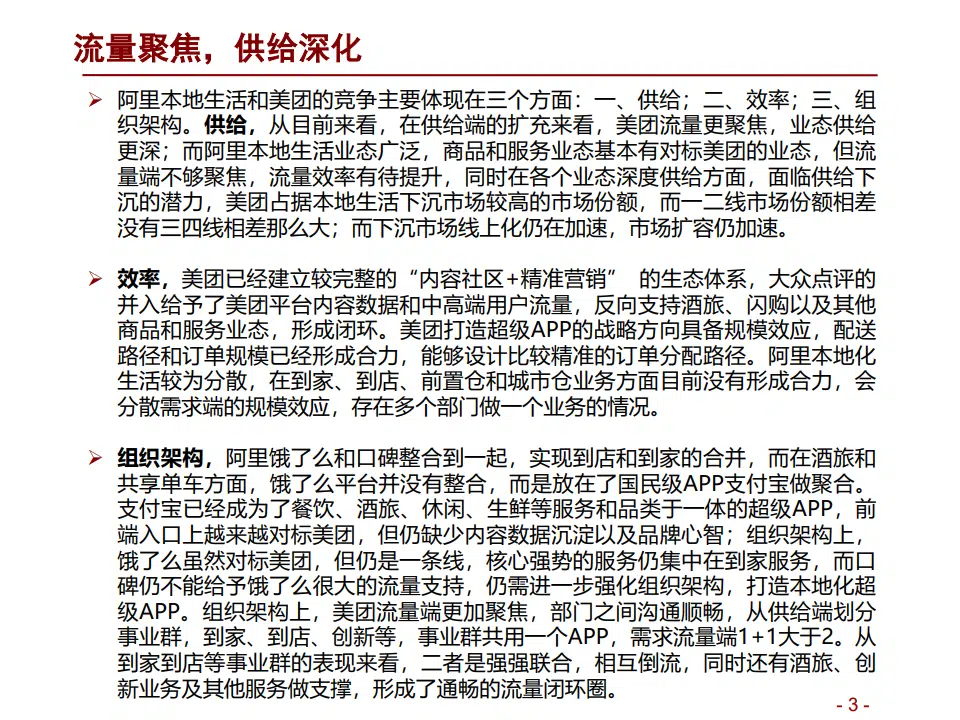 流量聚焦，供给深化
➢ 阿里本地生活和美团的竞争主要体现在三个方面：一、供给；二、效率；三、组
织架构。供给，从目前来看，在供给端的扩充来看，美团流量更聚焦，业态供给
更深；而阿里本地生活业态广泛，商品和服务业态基本有对标美团的业态，但流
量端不够聚焦，流量效率有待提升，同时在各个业态深度供给方面，面临供给下
沉的潜力，美团占据本地生活下沉市场较高的市场份额，而一二线市场份额相差
没有三四线相差那么大；而下沉市场线上化仍在加速，市场扩容仍加速。
➢ 效率，美团已经建立较完整的“内容社区+精准营销” 的生态体系，大众点评的
并入给予了美团平台内容数据和中高端用户流量，反向支持酒旅、闪购以及其他
商品和服务业态，形成闭环。美团打造超级APP的战略方向具备规模效应，配送
路径和订单规模已经形成合力，能够设计比较精准的订单分配路径。阿里本地化
生活较为分散，在到家、到店、前置仓和城市仓业务方面目前没有形成合力，会
分散需求端的规模效应，存在多个部门做一个业务的情况。
➢ 组织架构，阿里饿了么和口碑整合到一起，实现到店和到家的合并，而在酒旅和
共享单车方面，饿了么平台并没有整合，而是放在了国民级APP支付宝做聚合。
支付宝已经成为了餐饮、酒旅、休闲、生鲜等服务和品类于一体的超级APP，前
端入口上越来越对标美团，但仍缺少内容数据沉淀以及品牌心智；组织架构上，
饿了么虽然对标美团，但仍是一条线，核心强势的服务仍集中在到家服务，而口
碑仍不能给予饿了么很大的流量支持，仍需进一步强化组织架构，打造本地化超
级APP。组织架构上，美团流量端更加聚焦，部门之间沟通顺畅，从供给端划分
事业群，到家、到店、创新等，事业群共用一个APP，需求流量端1+1大于2。从
到家到店等事业群的表现来看，二者是强强联合，相互倒流，同时还有酒旅、创
新业务及其他服务做支撑，形成了通畅的流量闭环圈。
- 3 -